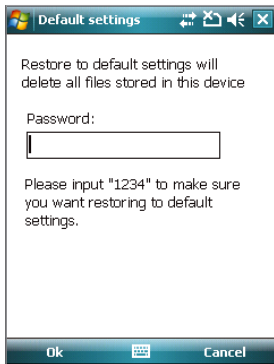 Default settings
Restore to default settings will
delete all files stored in this device
Password:
Please input "1234" to make sure
you want restoring to default
settings.
Ok Cancel